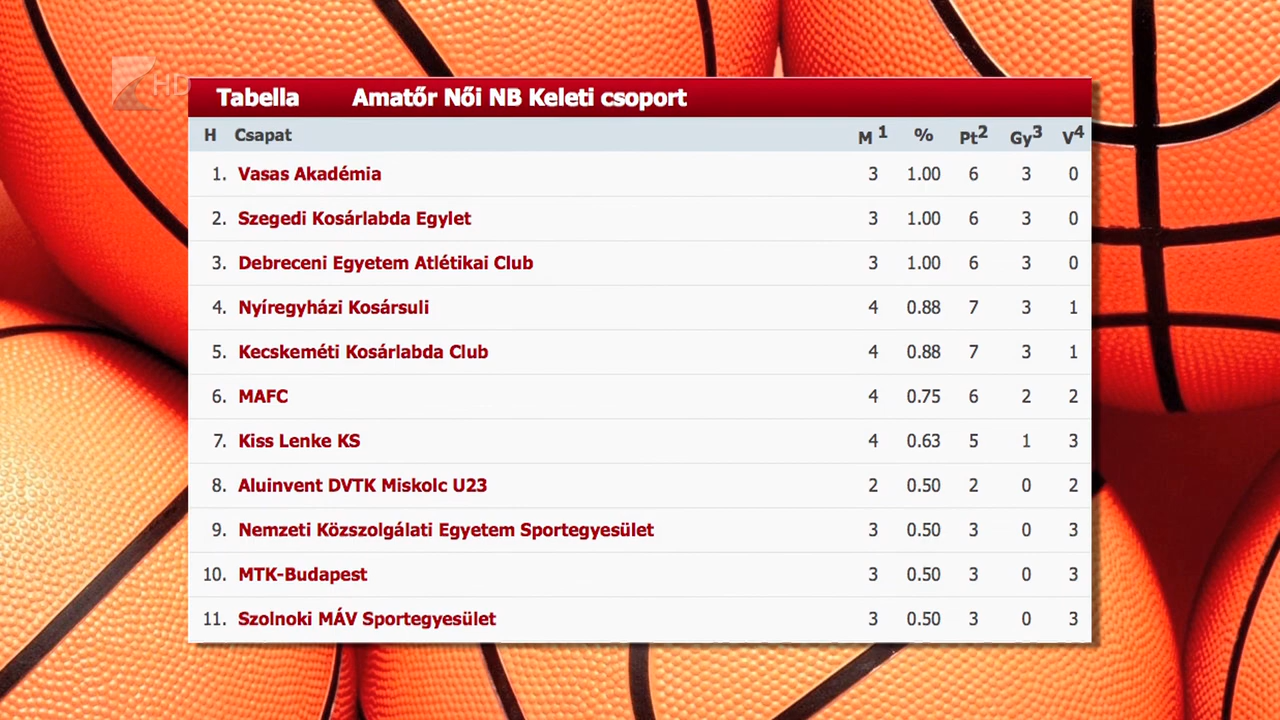 HD
Tabella Amatőr Női NB Keleti csoport
H Csapat M 1 % Pt2 Gy3 V4
1. Vasas Akadémia 3 1.00 6 3 0
2. Szegedi Kosárlabda Egylet 3 1.00 6 3 0
3. Debreceni Egyetem Atlétikai Club 3 1.00 6 3 0
4. Nyíregyházi Kosársuli 4 0.88 7 3 1
5. Kecskeméti Kosárlabda Club 4 0.88 7 3 1
6. MAFC 4 0.75 6 2 2
7. Kiss Lenke KS 4 0.63 5 1 3
8. Aluinvent DVTK Miskolc U23 2 0.50 2 0 2
9. Nemzeti Közszolgálati Egyetem Sportegyesület 3 0.50 3 0 3
10. MTK-Budapest 3 0.50 3 0 3
11. Szolnoki MÁV Sportegyesület 3 0.50 3 0 3